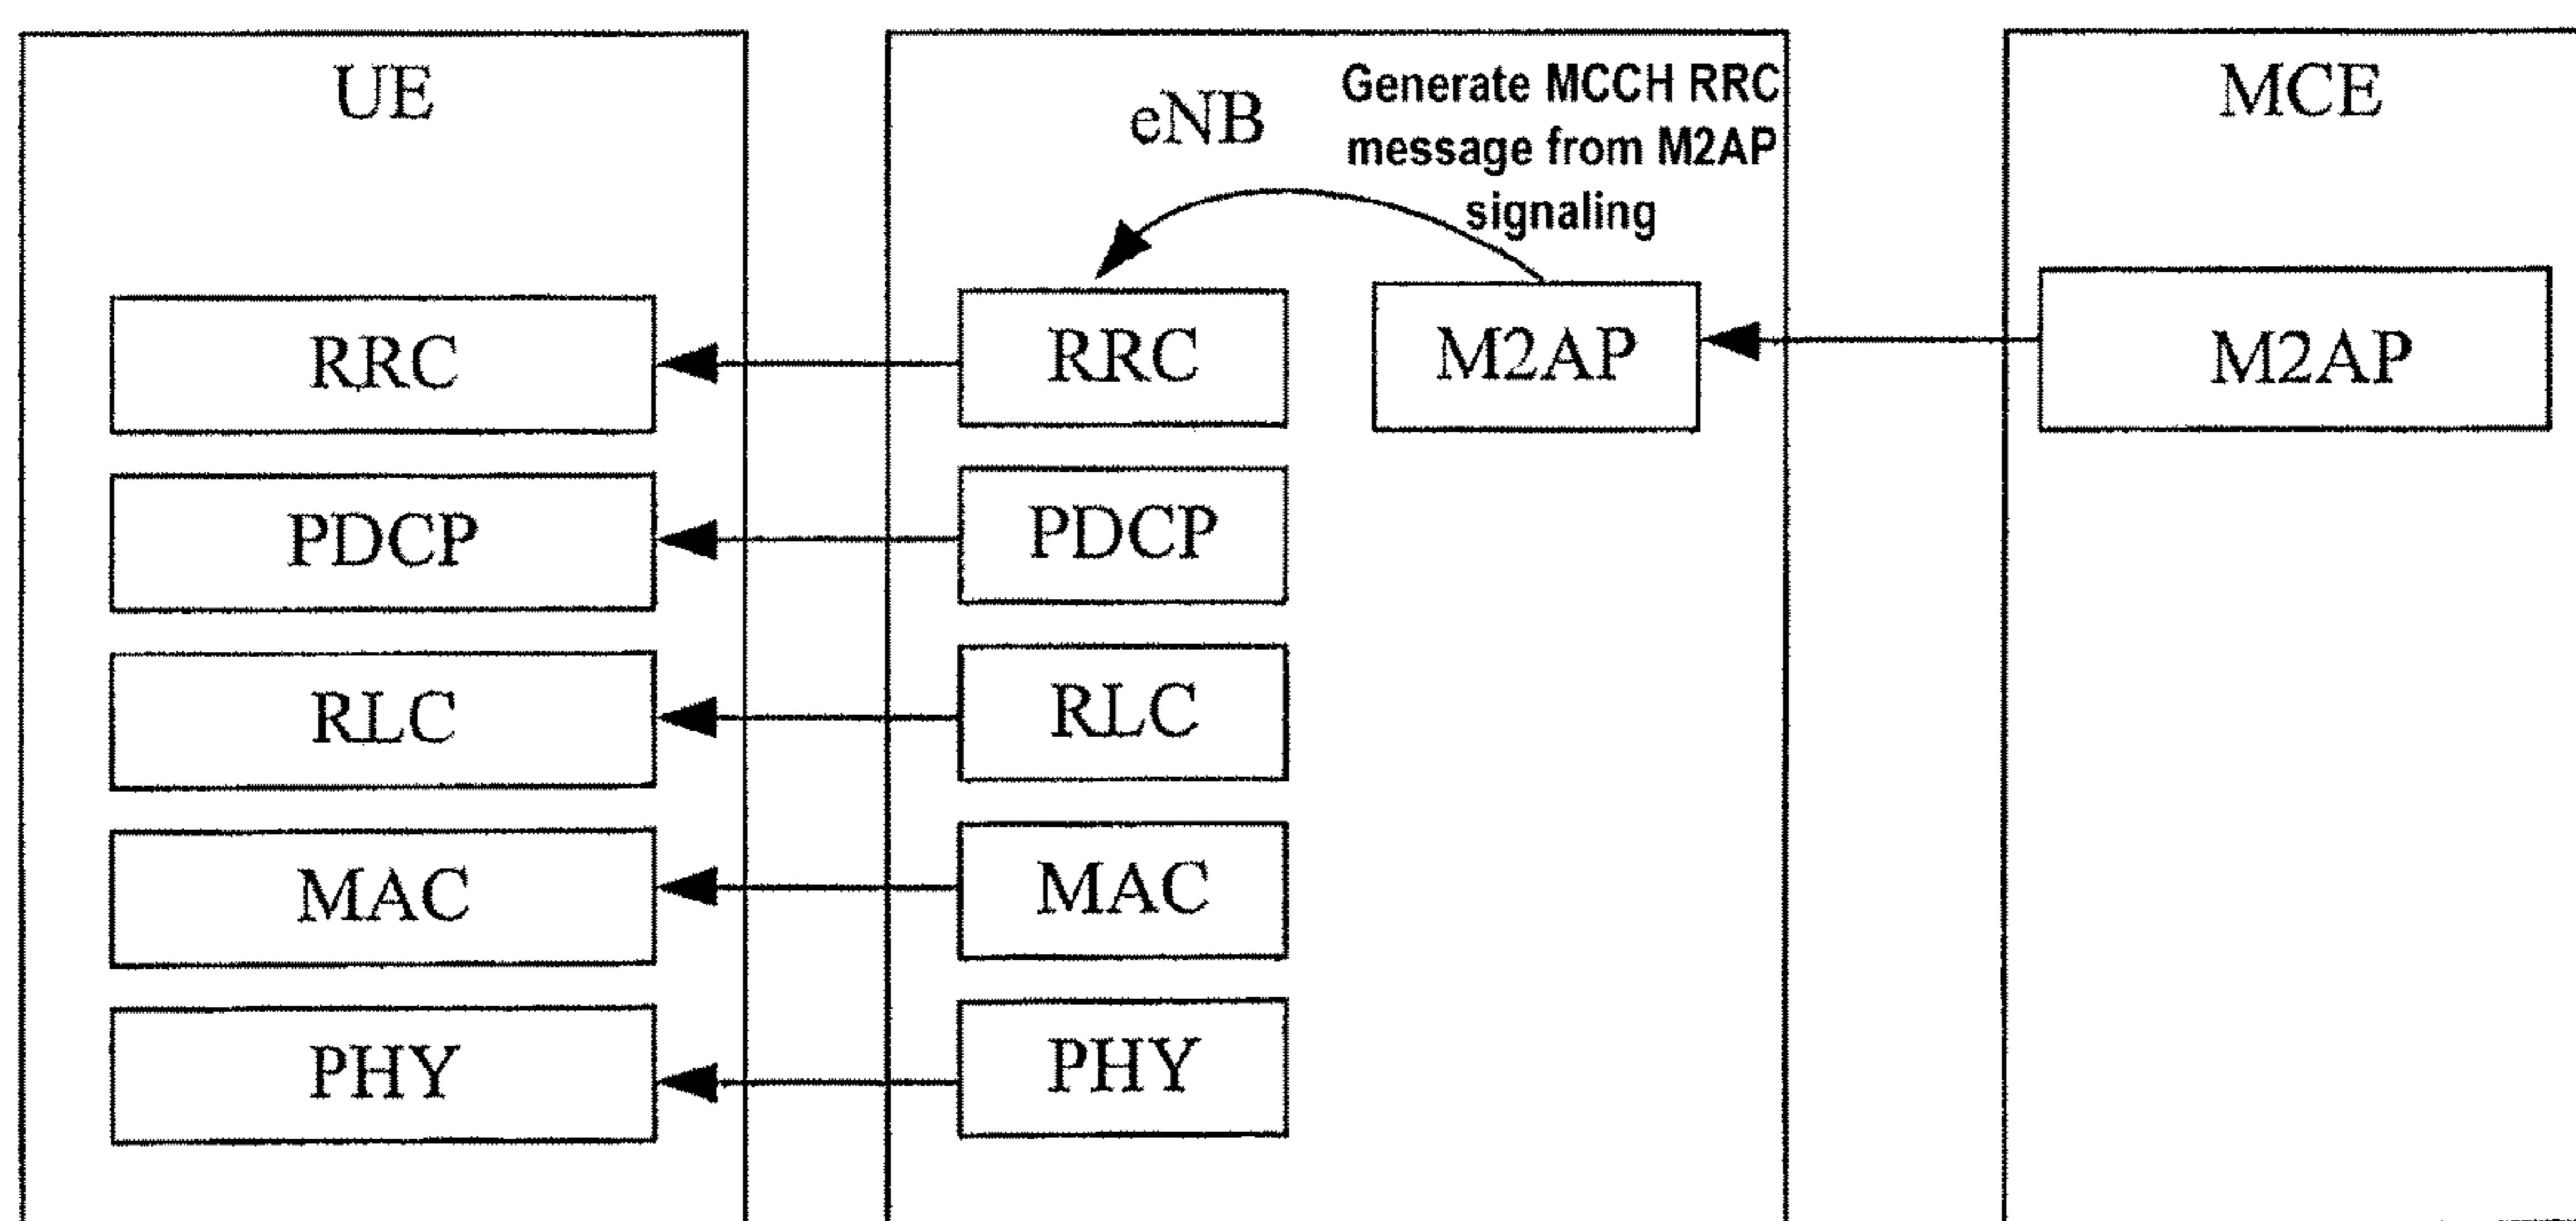 UE
eNB
Generate MCCH RRC
message from M2AP
signaling
MCE
RRC
RRC
M2AP
M2AP
PDCP
PDCP
RLC
RLC
MAC
MAC
PHY
PHY